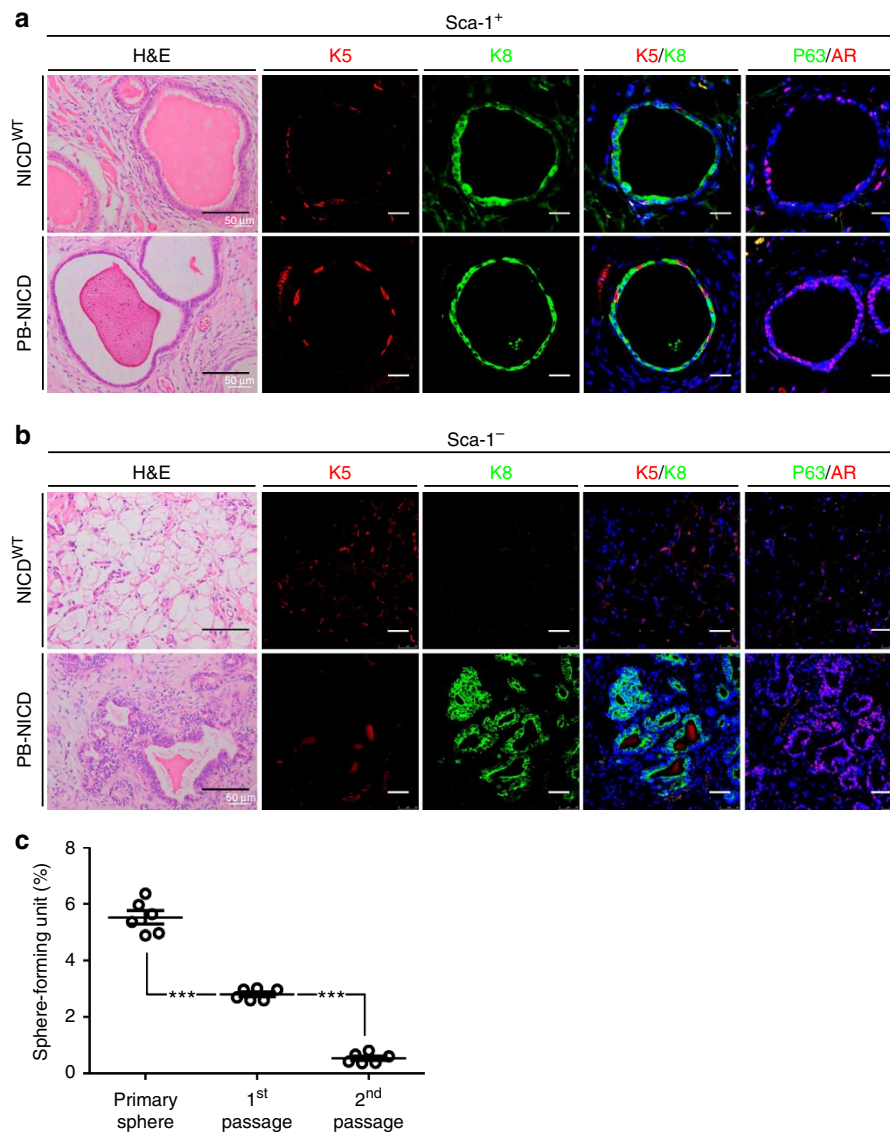 a
Sca-1⁺
H&E K5 K8 K5/K8 P63/AR
NICDᵂᵀ
50 µm
PB-NICD
50 µm
b
Sca-1⁻
H&E K5 K8 K5/K8 P63/AR
NICDᵂᵀ
PB-NICD
50 µm
c
Sphere-forming unit (%)
8
6
4
2
0
*** ***
Primary sphere
1ˢᵗ passage
2ⁿᵈ passage